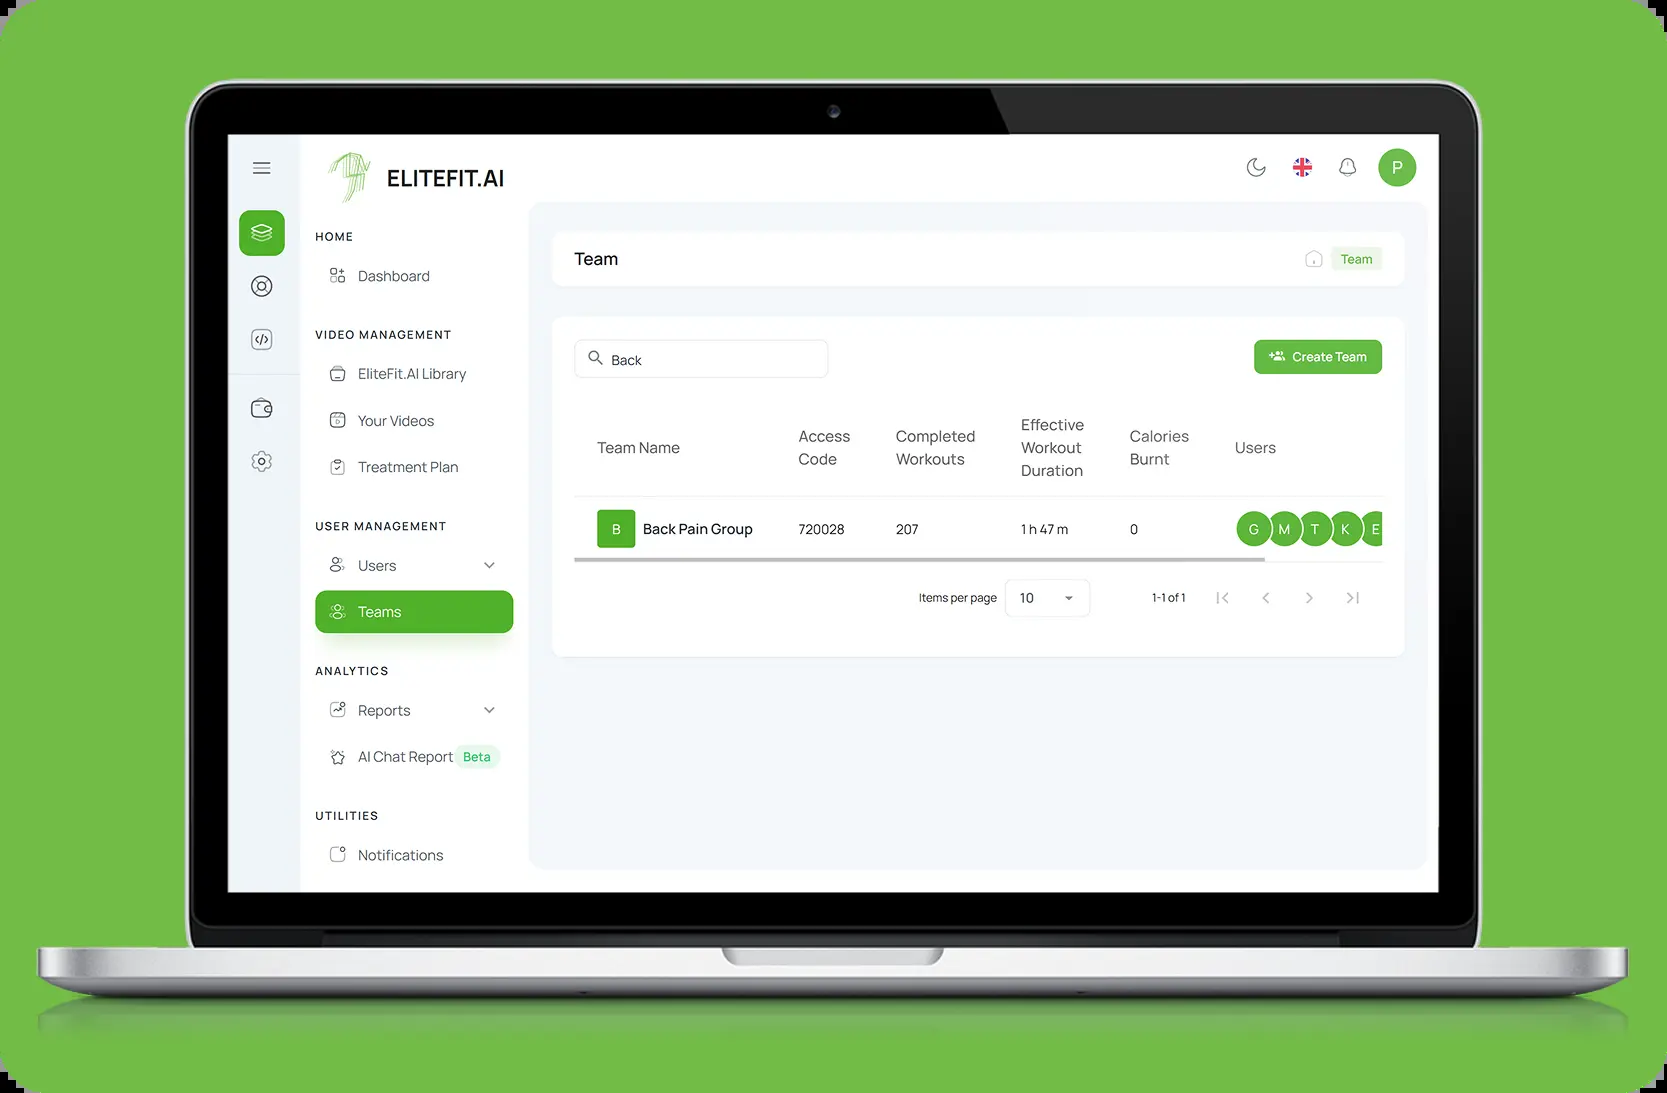 ELITEFIT.AI
P
HOME
Dashboard
VIDEO MANAGEMENT
EliteFit.AI Library
Your Videos
Treatment Plan
USER MANAGEMENT
Users
Teams
ANALYTICS
Reports
AI Chat Report Beta
UTILITIES
Notifications
Team
Team
Back
Create Team
Team Name
Access
Code
Completed
Workouts
Effective
Workout
Duration
Calories
Burnt
Users
B Back Pain Group 720028 207 1 h 47 m 0 G M T K E
Items per page 10 1-1 of 1